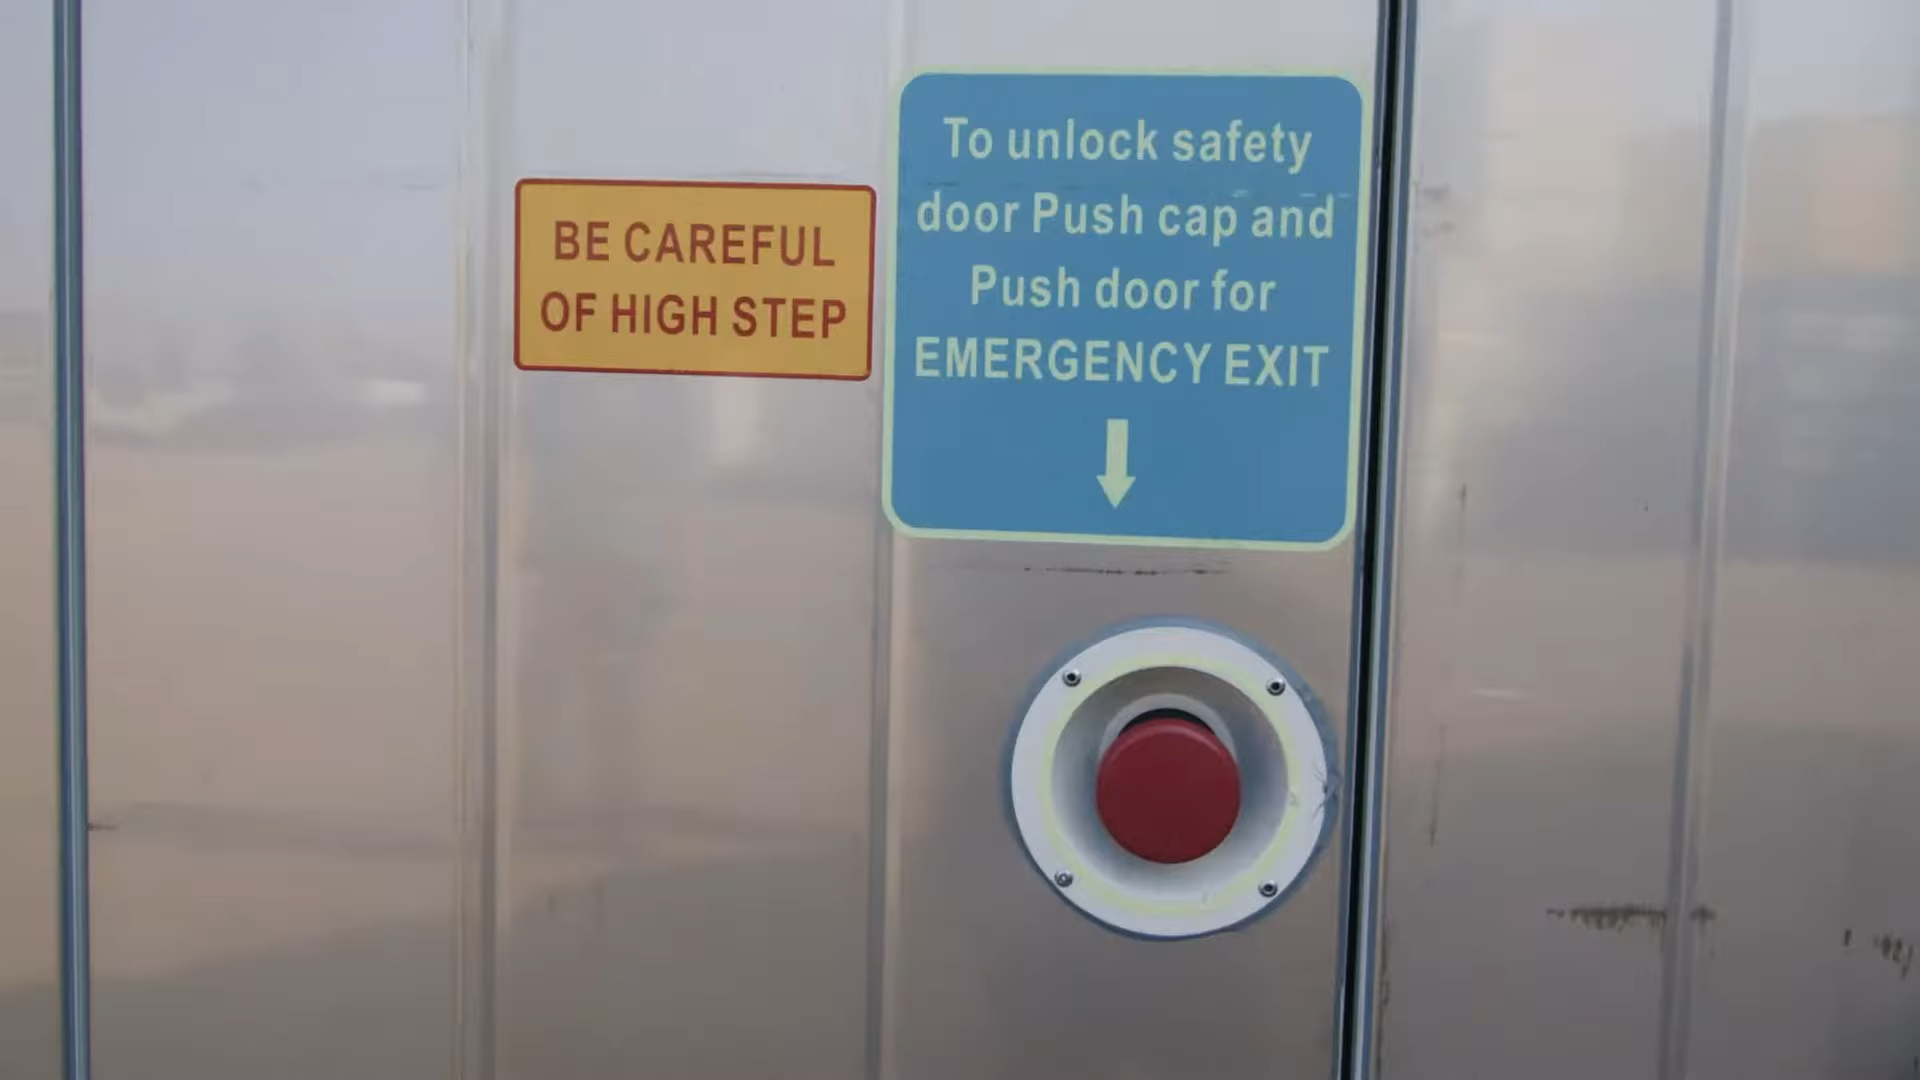 BE CAREFUL
OF HIGH STEP
To unlock safety
door Push cap and
Push door for
EMERGENCY EXIT